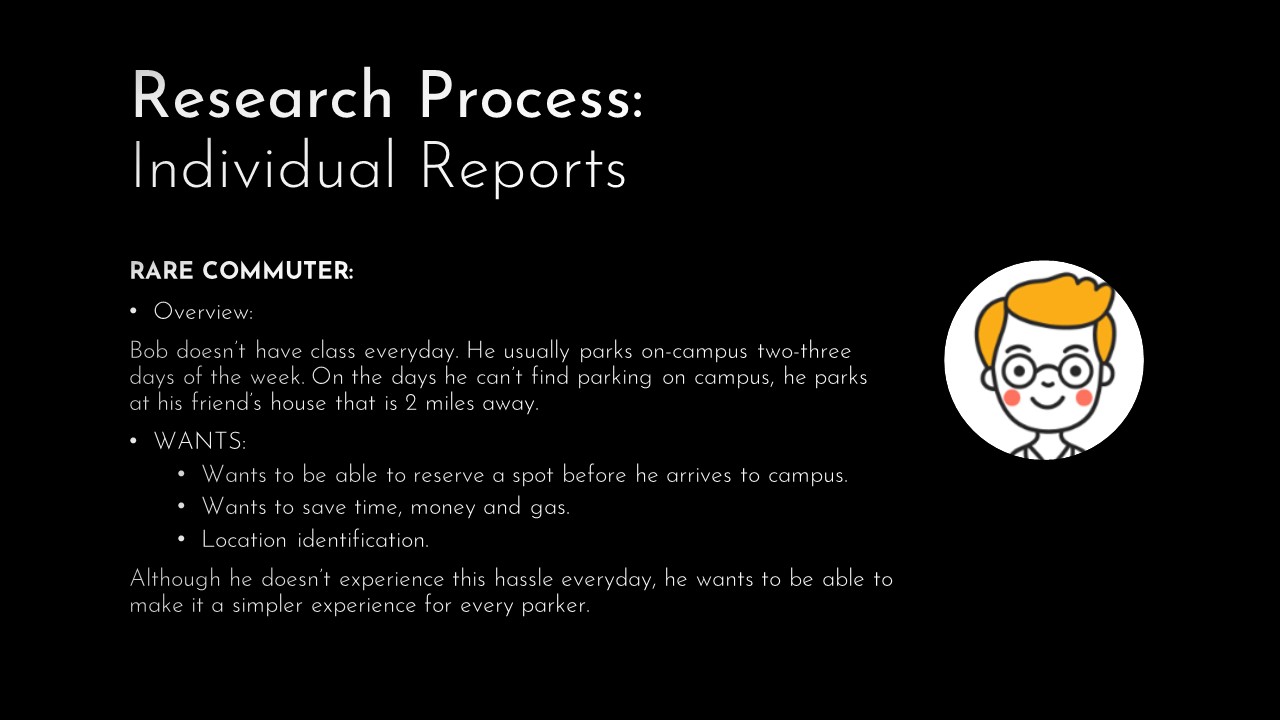 Research Process:
Individual Reports
RARE COMMUTER:
• Overview:
Bob doesn't have class everyday. He usually parks on-campus two-three
days of the week. On the days he can't find parking on campus, he parks
at his friend's house that is 2 miles away.
• WANTS:
• Wants to be able to reserve a spot before he arrives to campus.
• Wants to save time, money and gas.
• Location identification.
Although he doesn't experience this hassle everyday, he wants to be able to
make it a simpler experience for every parker.